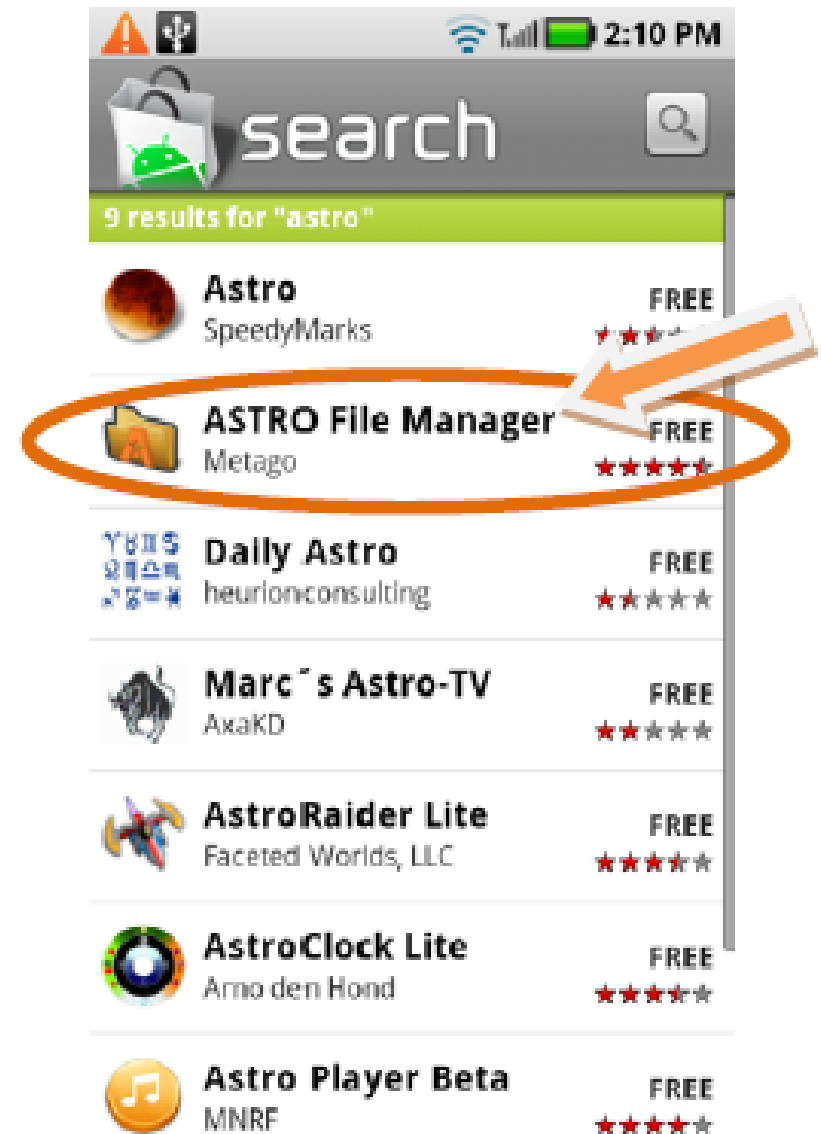 2:10 PM
search
9 results for "astro"
Astro
FREE
SpeedyMarks
ASTRO File Manager
FREE
Metago
Daily Astro
FREE
heurionconsulting
Marc´s Astro-TV
FREE
AxaKD
AstroRaider Lite
FREE
Faceted Worlds, LLC
AstroClock Lite
FREE
Arno den Hond
Astro Player Beta
FREE
MNRF